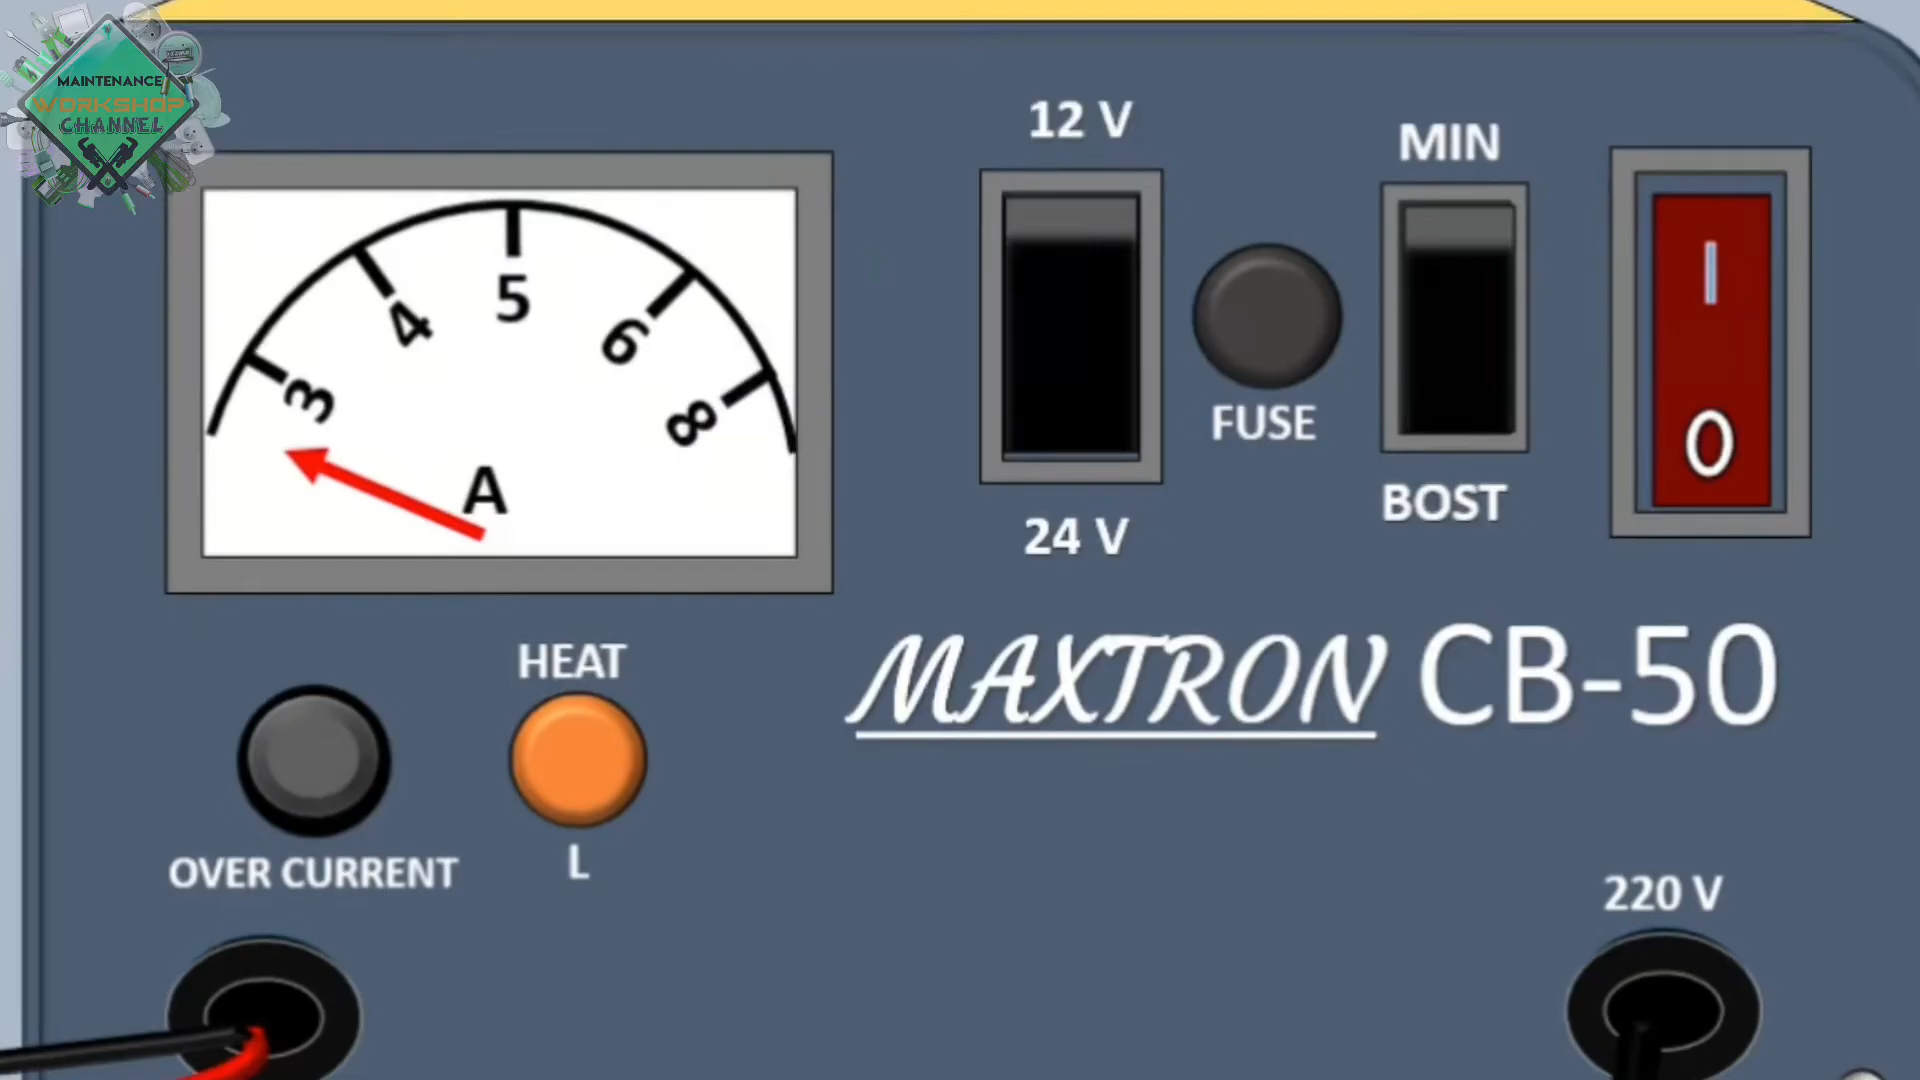 MAINTENANCE
WORKSHOP
CHANNEL
12 V
MIN
3 4 5 6 8
A
FUSE
BOST
24 V
I
O
HEAT
MAXTRON CB-50
OVER CURRENT
L
220 V